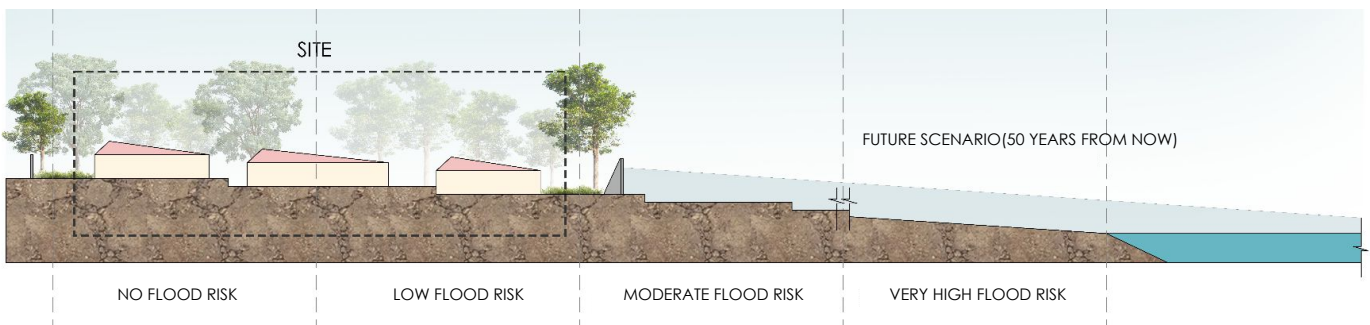 SITE
FUTURE SCENARIO(50 YEARS FROM NOW)
NO FLOOD RISK
LOW FLOOD RISK
MODERATE FLOOD RISK
VERY HIGH FLOOD RISK